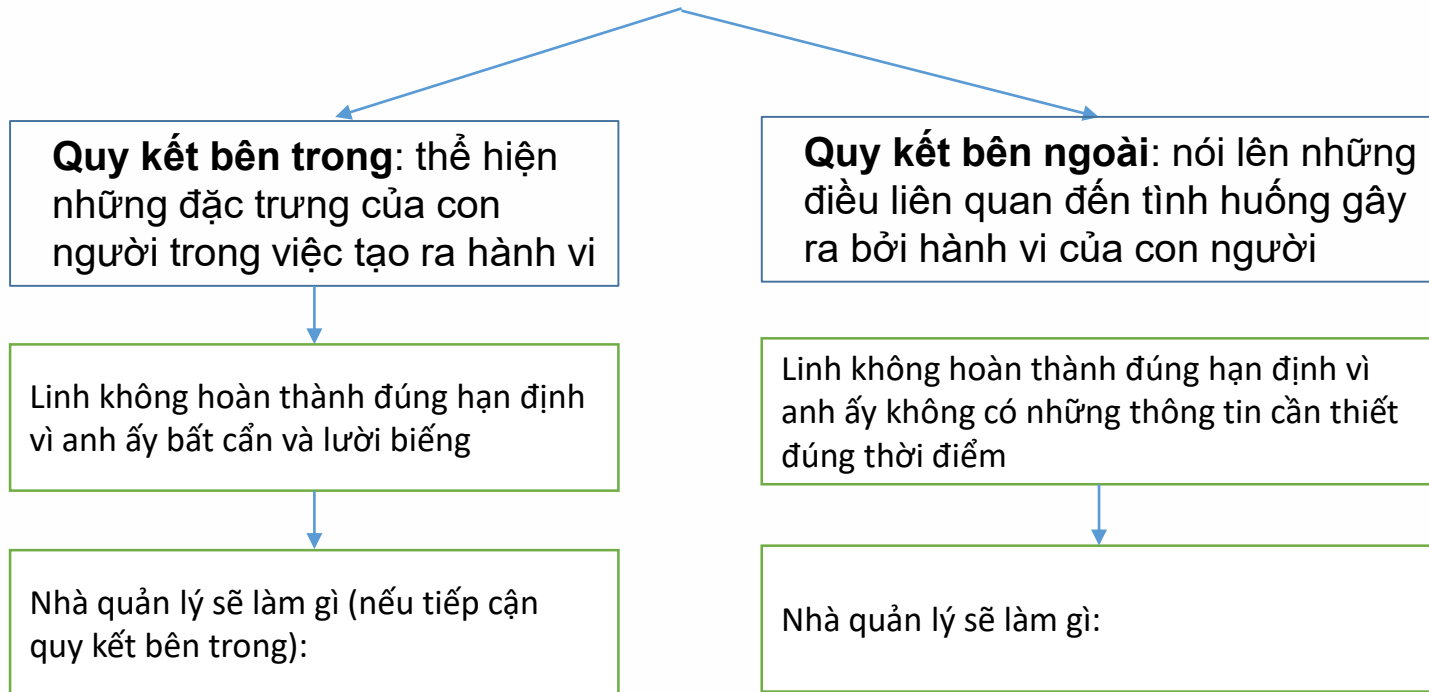 Quy kết bên trong: thể hiện
những đặc trưng của con
người trong việc tạo ra hành vi
Quy kết bên ngoài: nói lên những
điều liên quan đến tình huống gây
ra bởi hành vi của con người
Linh không hoàn thành đúng hạn định
vì anh ấy bất cẩn và lười biếng
Linh không hoàn thành đúng hạn định vì
anh ấy không có những thông tin cần thiết
đúng thời điểm
Nhà quản lý sẽ làm gì (nếu tiếp cận
quy kết bên trong):
Nhà quản lý sẽ làm gì: